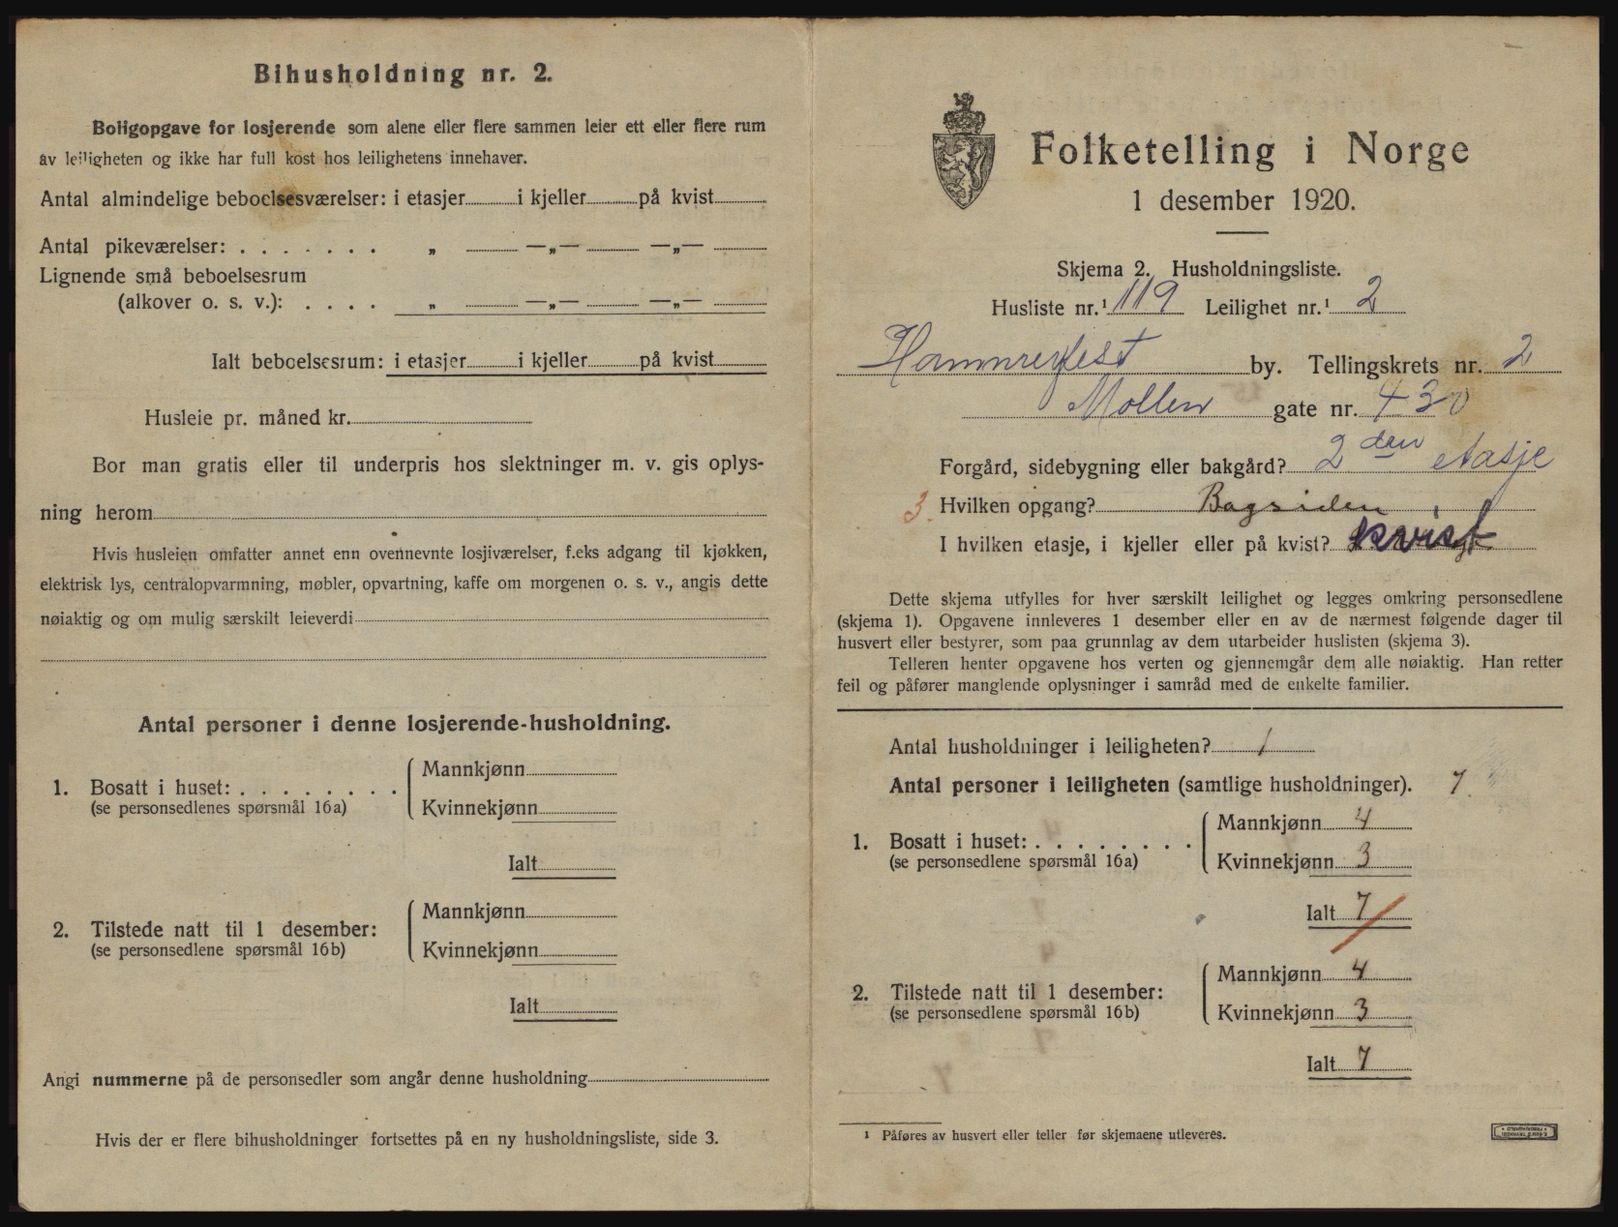 Bihusholdning nr. 2.
Boligopgave for losjerende som alene eller flere sammen leier ett eller flere rum
av leiligheten og ikke har full kost hos leilighetens innehaver.
Antal almindelige beboelsesværelser: i etasjer i kjeller på kvist
Antal pikeværelser: . . . . . . . „ —„— —„—
Lignende små beboelsesrum
(alkover o. s. v.): . . . . „ —„— —„—
Ialt beboelsesrum: i etasjer i kjeller på kvist
Husleie pr. måned kr.
Bor man gratis eller til underpris hos slektninger m. v. gis oplys-
ning herom
Hvis husleien omfatter annet enn ovennevnte losjiværelser, f.eks adgang til kjøkken,
elektrisk lys, centralopvarmning, møbler, opvartning, kaffe om morgenen o. s. v., angis dette
nøiaktig og om mulig særskilt leieverdi
Antal personer i denne losjerende-husholdning.
1. Bosatt i huset: . . . . . . . .
(se personsedlenes spørsmål 16a)
Mannkjønn
Kvinnekjønn
Ialt
2. Tilstede natt til 1 desember:
(se personsedlene spørsmål 16b)
Mannkjønn
Kvinnekjønn
Ialt
Angi nummerne på de personsedler som angår denne husholdning
Hvis der er flere bihusholdninger fortsettes på en ny husholdningsliste, side 3.
Folketelling i Norge
1 desember 1920.
Skjema 2. Husholdningsliste.
Husliste nr.¹ 119 Leilighet nr.¹ 2
Hammerfest by. Tellingskrets nr. 2
Mollen gate nr. 430
Forgård, sidebygning eller bakgård? 2 den etasje
3. Hvilken opgang? Bagsiden
I hvilken etasje, i kjeller eller på kvist? kvist
Dette skjema utfylles for hver særskilt leilighet og legges omkring personsedlene
(skjema 1). Opgavene innleveres 1 desember eller en av de nærmest følgende dager til
husvert eller bestyrer, som paa grunnlag av dem utarbeider huslisten (skjema 3).
Telleren henter opgavene hos verten og gjennemgår dem alle nøiaktig. Han retter
feil og påfører manglende oplysninger i samråd med de enkelte familier.
Antal husholdninger i leiligheten? 1
Antal personer i leiligheten (samtlige husholdninger). 7.
1. Bosatt i huset: . . . . . . . .
(se personsedlene spørsmål 16a)
Mannkjønn 4
Kvinnekjønn 3
Ialt 7
2. Tilstede natt til 1 desember:
(se personsedlene spørsmål 16b)
Mannkjønn 4
Kvinnekjønn 3
Ialt 7
¹ Påføres av husvert eller teller før skjemaene utleveres.